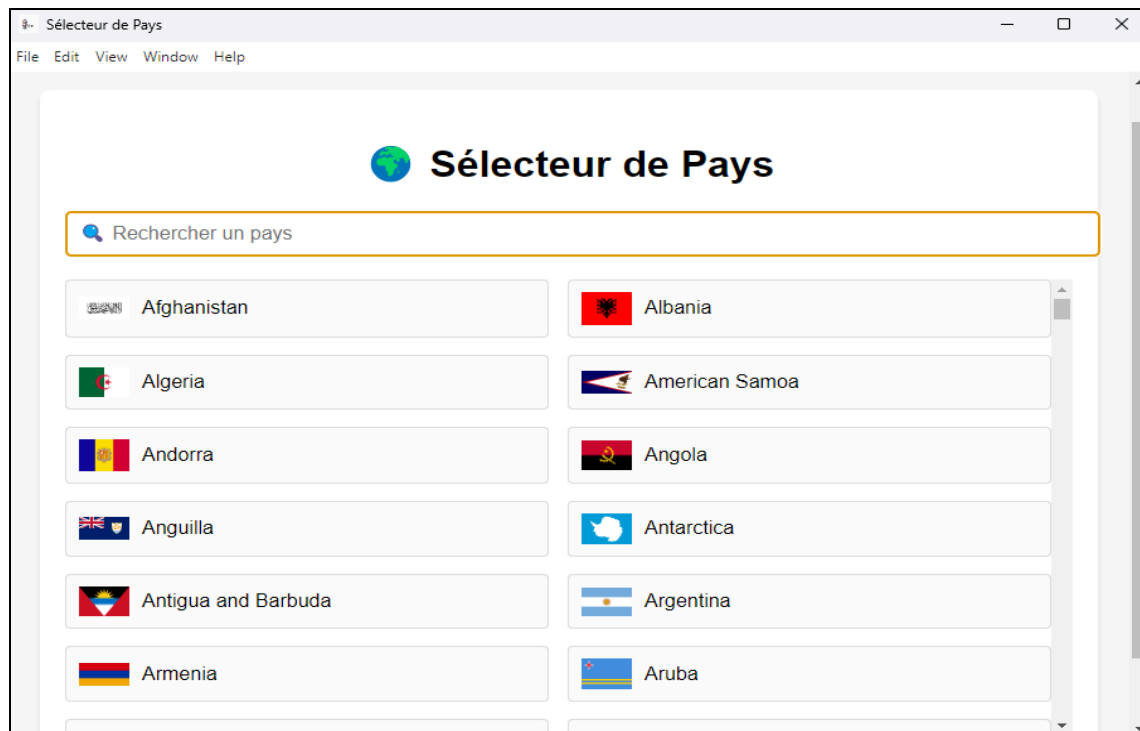 Sélecteur de Pays
File Edit View Window Help
Sélecteur de Pays
Rechercher un pays
Afghanistan
Albania
Algeria
American Samoa
Andorra
Angola
Anguilla
Antarctica
Antigua and Barbuda
Argentina
Armenia
Aruba